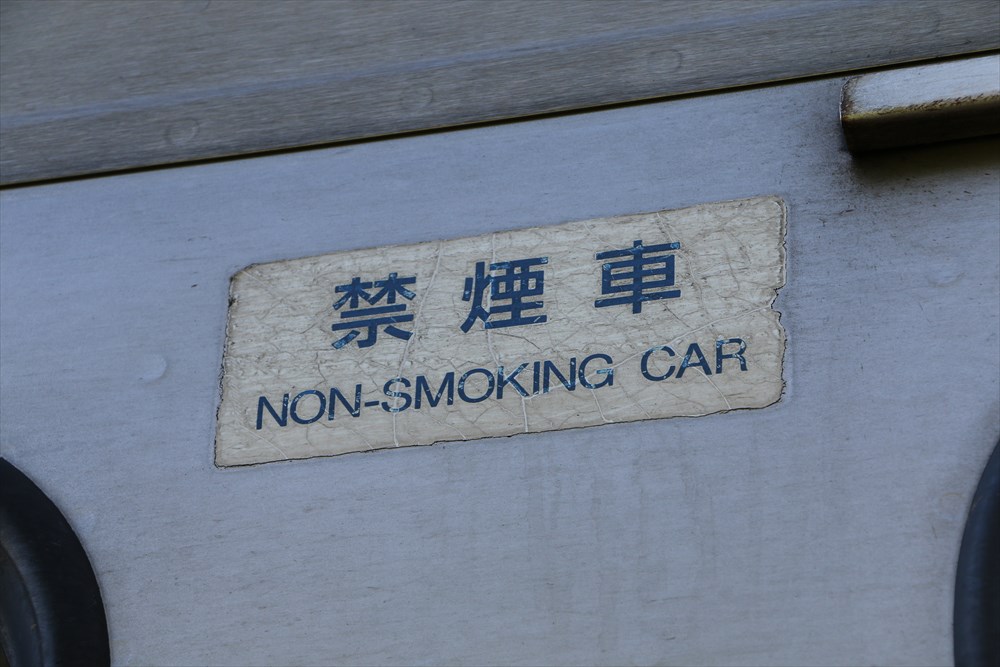 禁煙車
NON-SMOKING CAR